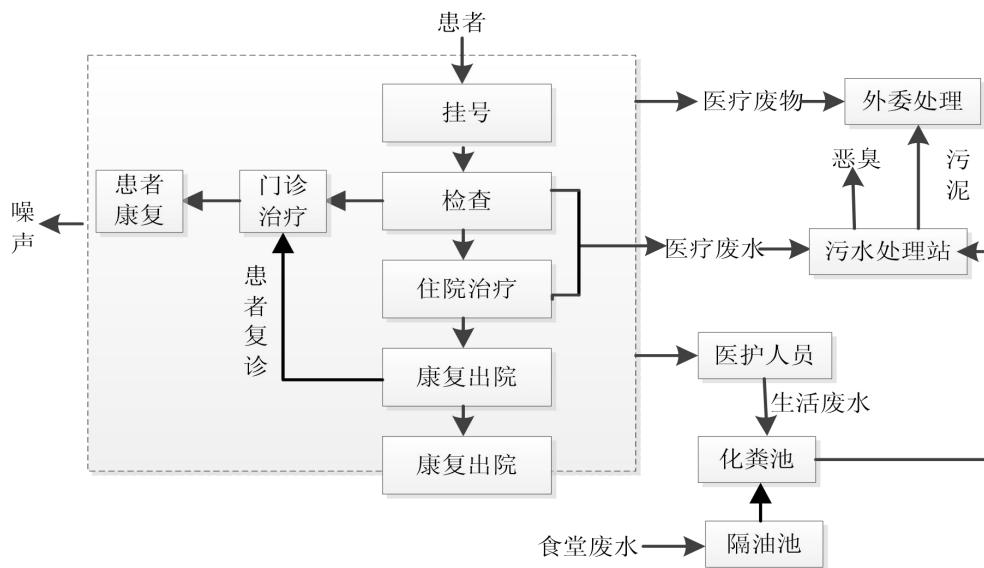 患者
挂号
医疗废物
外委处理
恶臭
污泥
患者
康复
门诊
治疗
检查
噪声
医疗废水
污水处理站
患者复诊
住院治疗
医护人员
康复出院
生活废水
化粪池
康复出院
食堂废水
隔油池